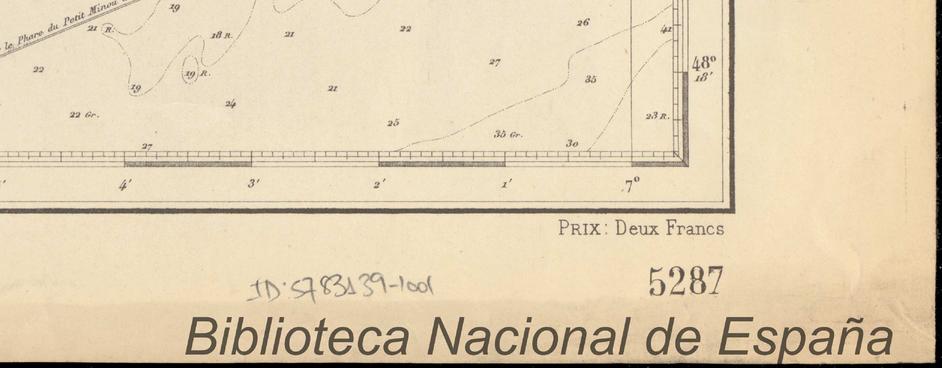 le Phare du Petit Minou
19
21 R.
18 R.
21
22
26
41
22
19 R.
27
48°
18'
35
19
24
21
22 Gr.
25
35 Gr.
23 R.
27
30
4' 3' 2' 1' 7°
PRIX: Deux Francs
ID: 5783139-1001
5287
Biblioteca Nacional de España